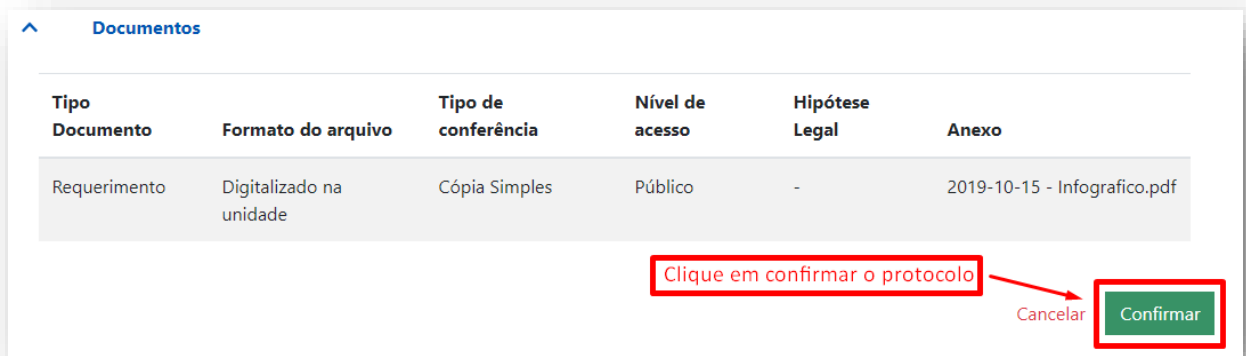 Documentos
Tipo Documento
Formato do arquivo
Tipo de conferência
Nível de acesso
Hipótese Legal
Anexo
Requerimento
Digitalizado na unidade
Cópia Simples
Público
-
2019-10-15 - Infografico.pdf
Clique em confirmar o protocolo
Cancelar
Confirmar